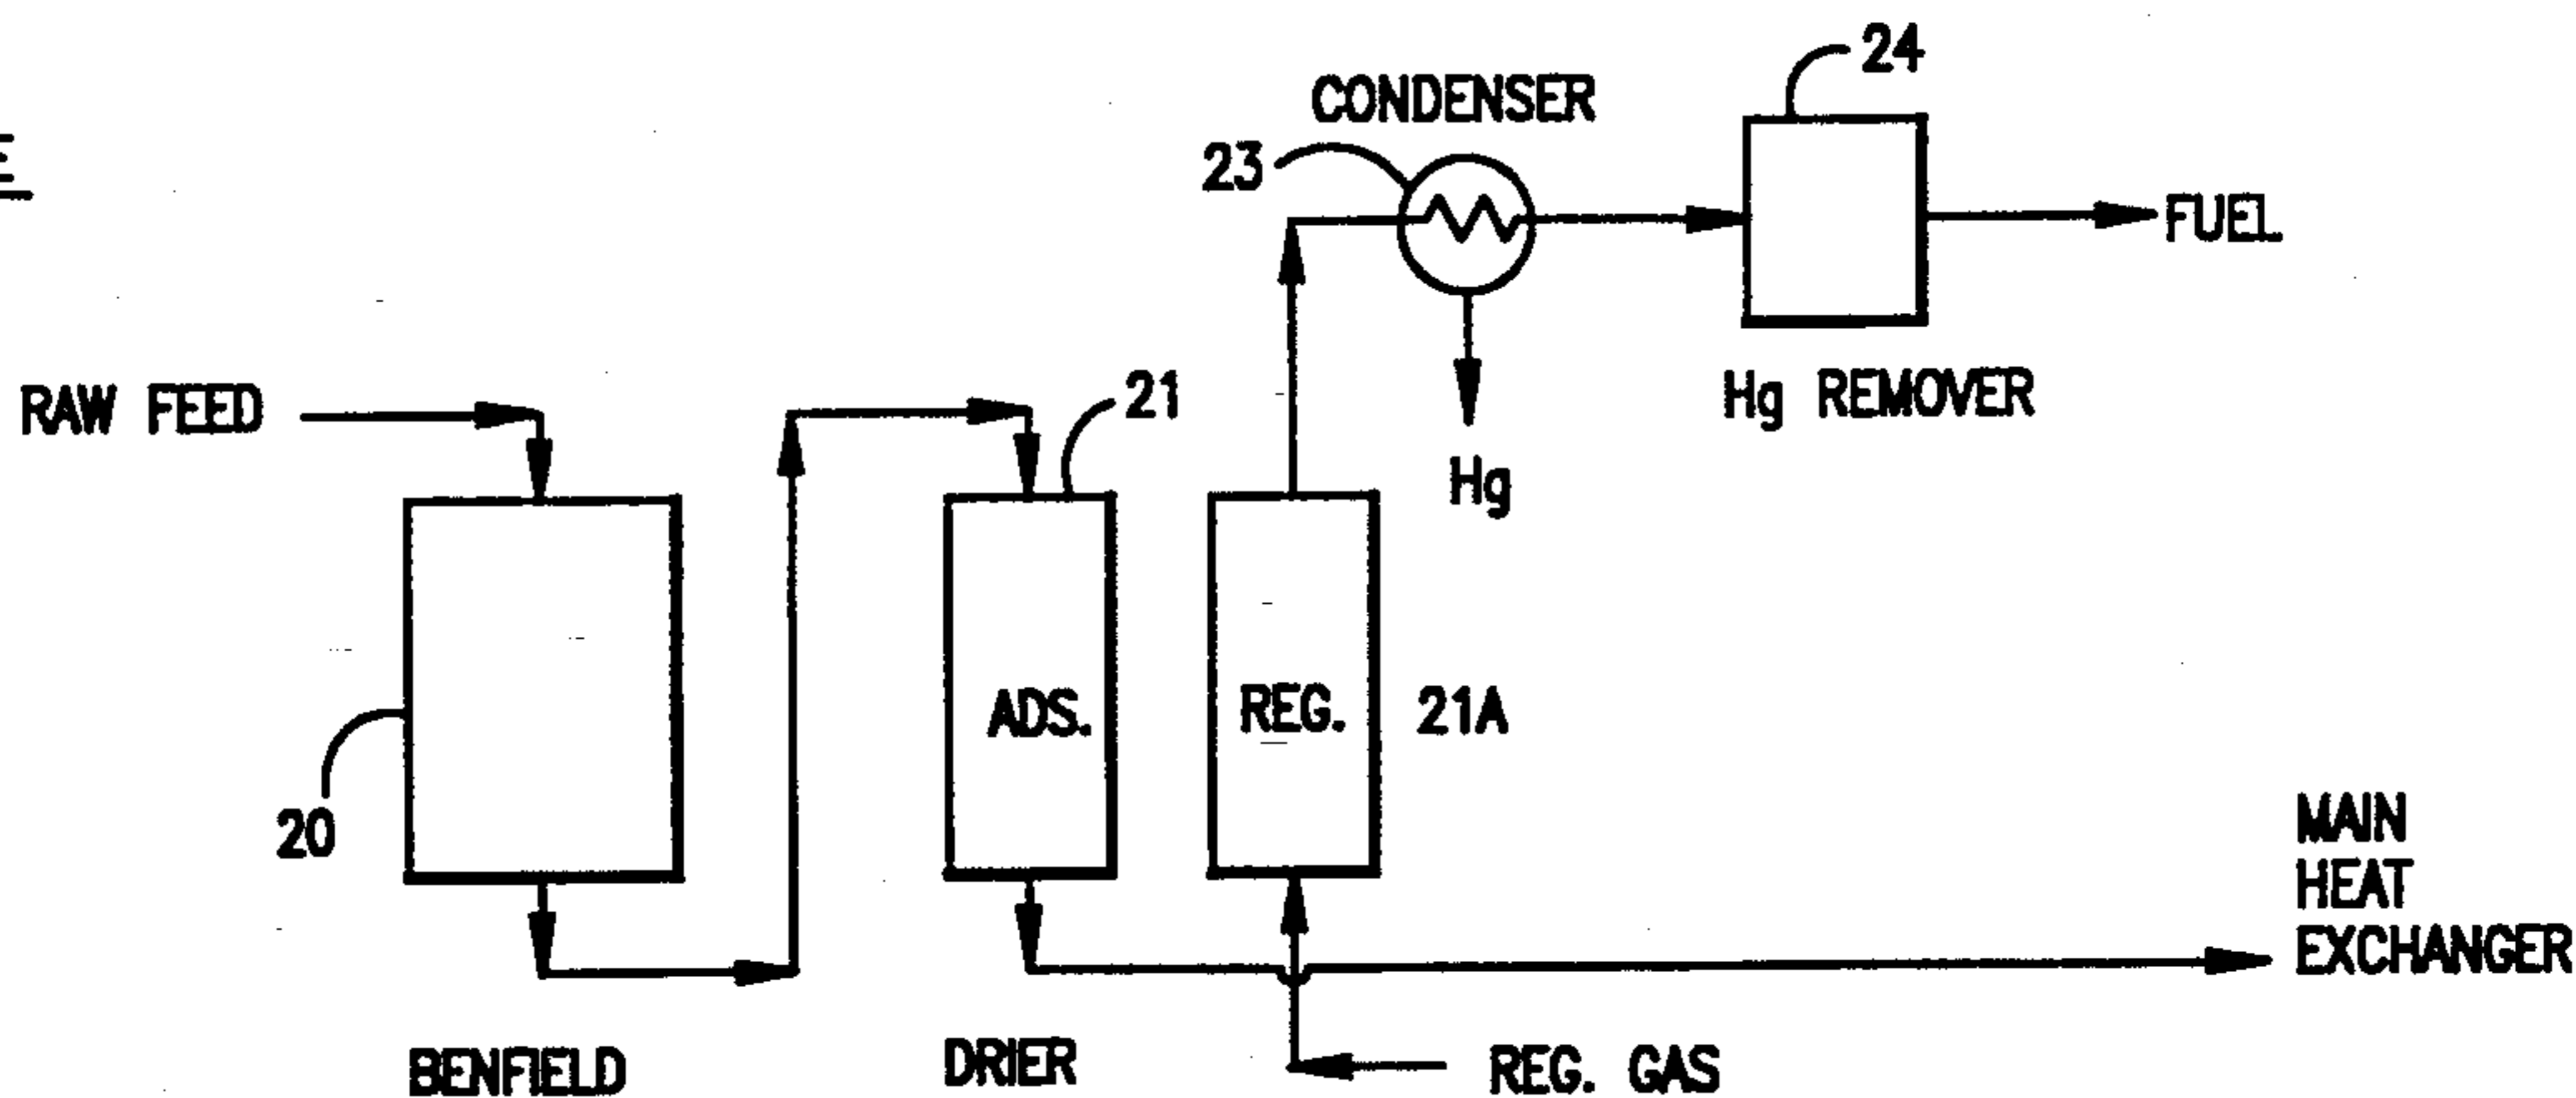 24
CONDENSER
23
FUEL
RAW FEED
21
Hg REMOVER
Hg
ADS.
REG.
21A
20
MAIN
HEAT
EXCHANGER
BENFIELD
DRIER
REG. GAS